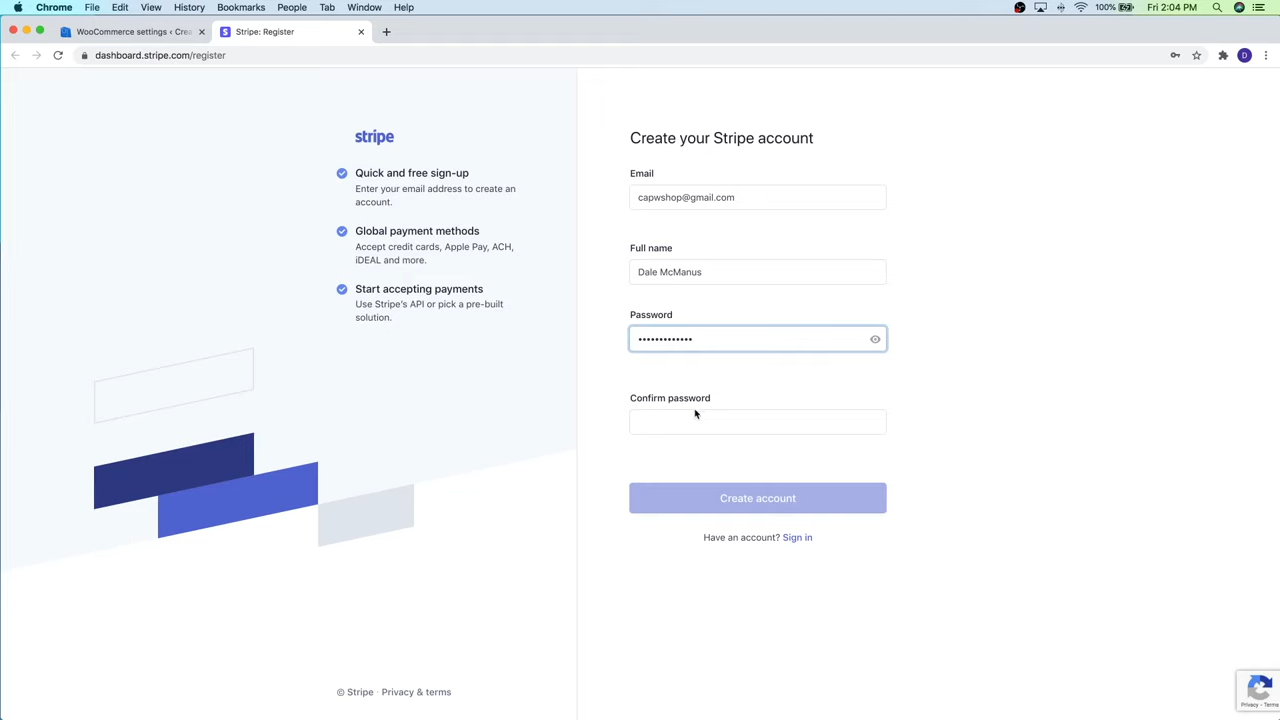 Chrome File Edit View History Bookmarks People Tab Window Help 100% Fri 2:04 PM
WooCommerce settings ‹ Crea
Stripe: Register
dashboard.stripe.com/register
D
stripe
Quick and free sign-up
Enter your email address to create an
account.
Global payment methods
Accept credit cards, Apple Pay, ACH,
iDEAL and more.
Start accepting payments
Use Stripe's API or pick a pre-built
solution.
© Stripe · Privacy & terms
Create your Stripe account
Email
capwshop@gmail.com
Full name
Dale McManus
Password
•••••••••••••
Confirm password
Create account
Have an account? Sign in
Privacy - Terms